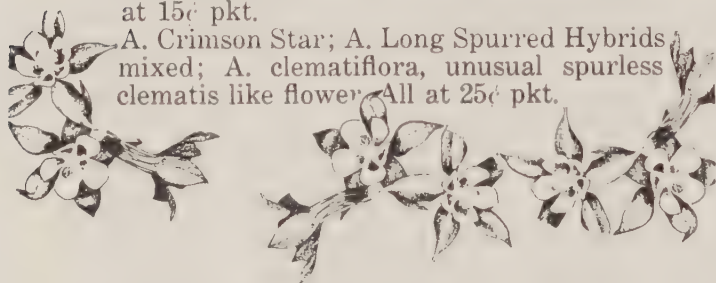 at 15¢ pkt.
A. Crimson Star; A. Long Spurred Hybrids
mixed; A. clematiflora, unusual spurless
clematis like flower. All at 25¢ pkt.